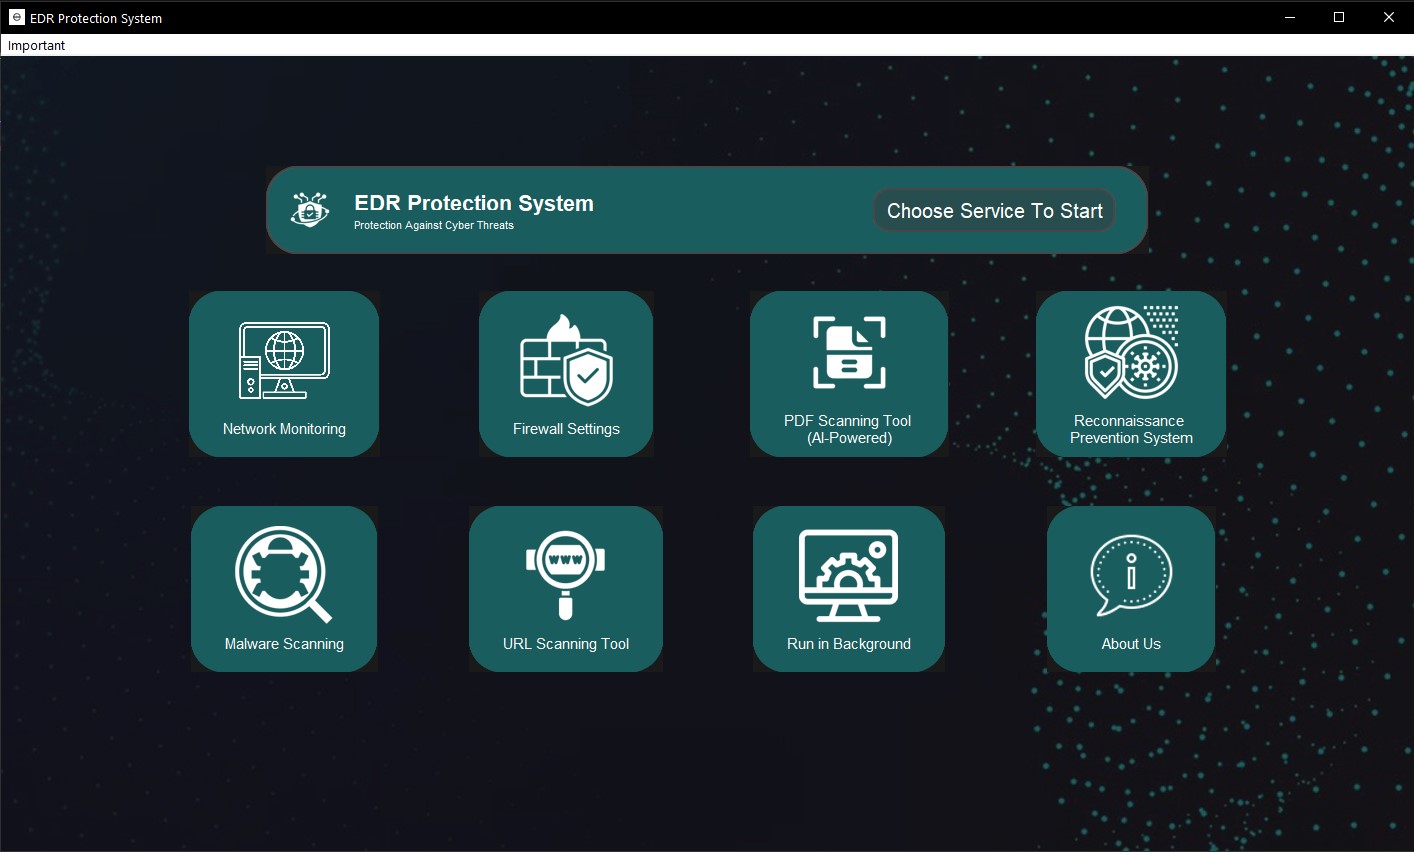 EDR Protection System
Important
EDR Protection System
Protection Against Cyber Threats
Choose Service To Start
Network Monitoring
Firewall Settings
PDF Scanning Tool
(AI-Powered)
Reconnaissance
Prevention System
Malware Scanning
www
URL Scanning Tool
Run in Background
i
About Us